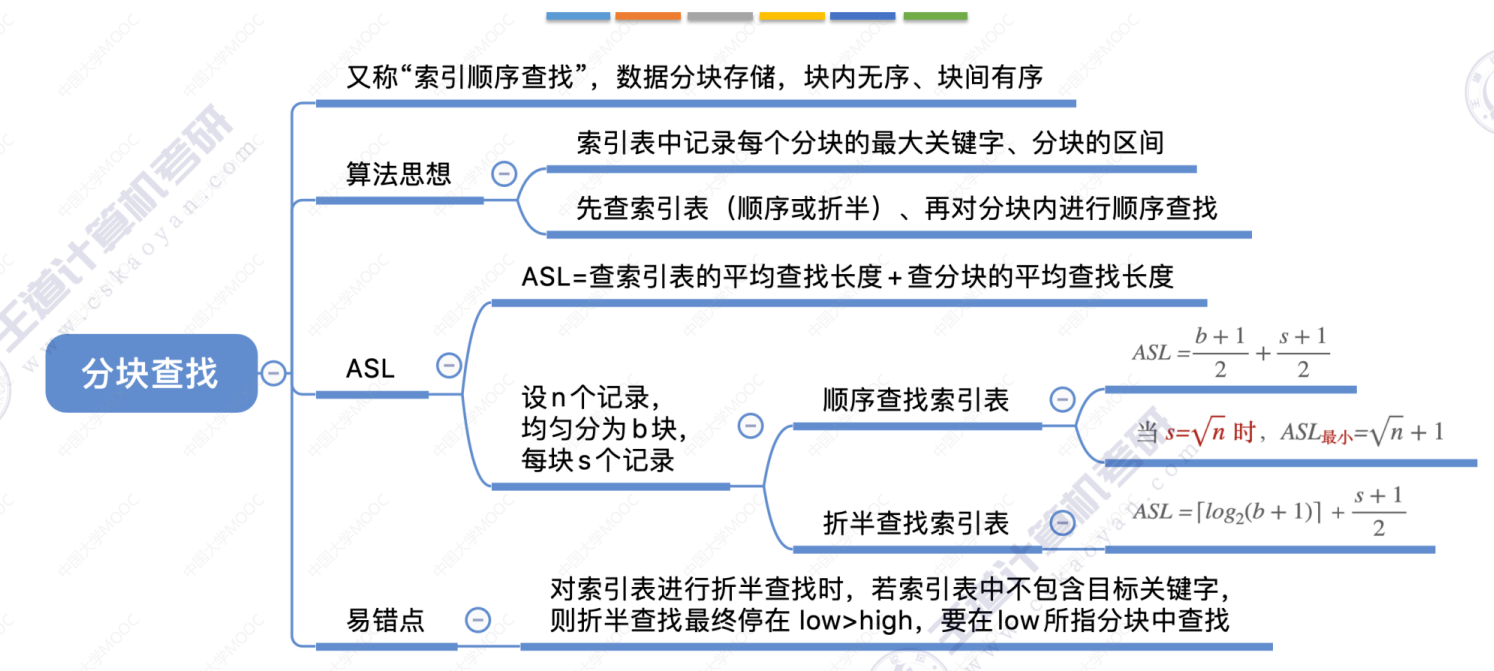 又称“索引顺序查找”，数据分块存储，块内无序、块间有序
算法思想
索引表中记录每个分块的最大关键字、分块的区间
先查索引表（顺序或折半）、再对分块内进行顺序查找
分块查找
ASL
ASL=查索引表的平均查找长度+查分块的平均查找长度
设n个记录，
均匀分为b块，
每块s个记录
顺序查找索引表
ASL = \frac{b+1}{2} + \frac{s+1}{2}
当 s=√n 时，ASL最小=√n + 1
折半查找索引表
ASL = ⌈log₂(b+1)⌉ + \frac{s+1}{2}
易错点
对索引表进行折半查找时，若索引表中不包含目标关键字，
则折半查找最终停在 low>high，要在low所指分块中查找
王道计算机考研
www.cskaoyan.com
中国大学MOOC